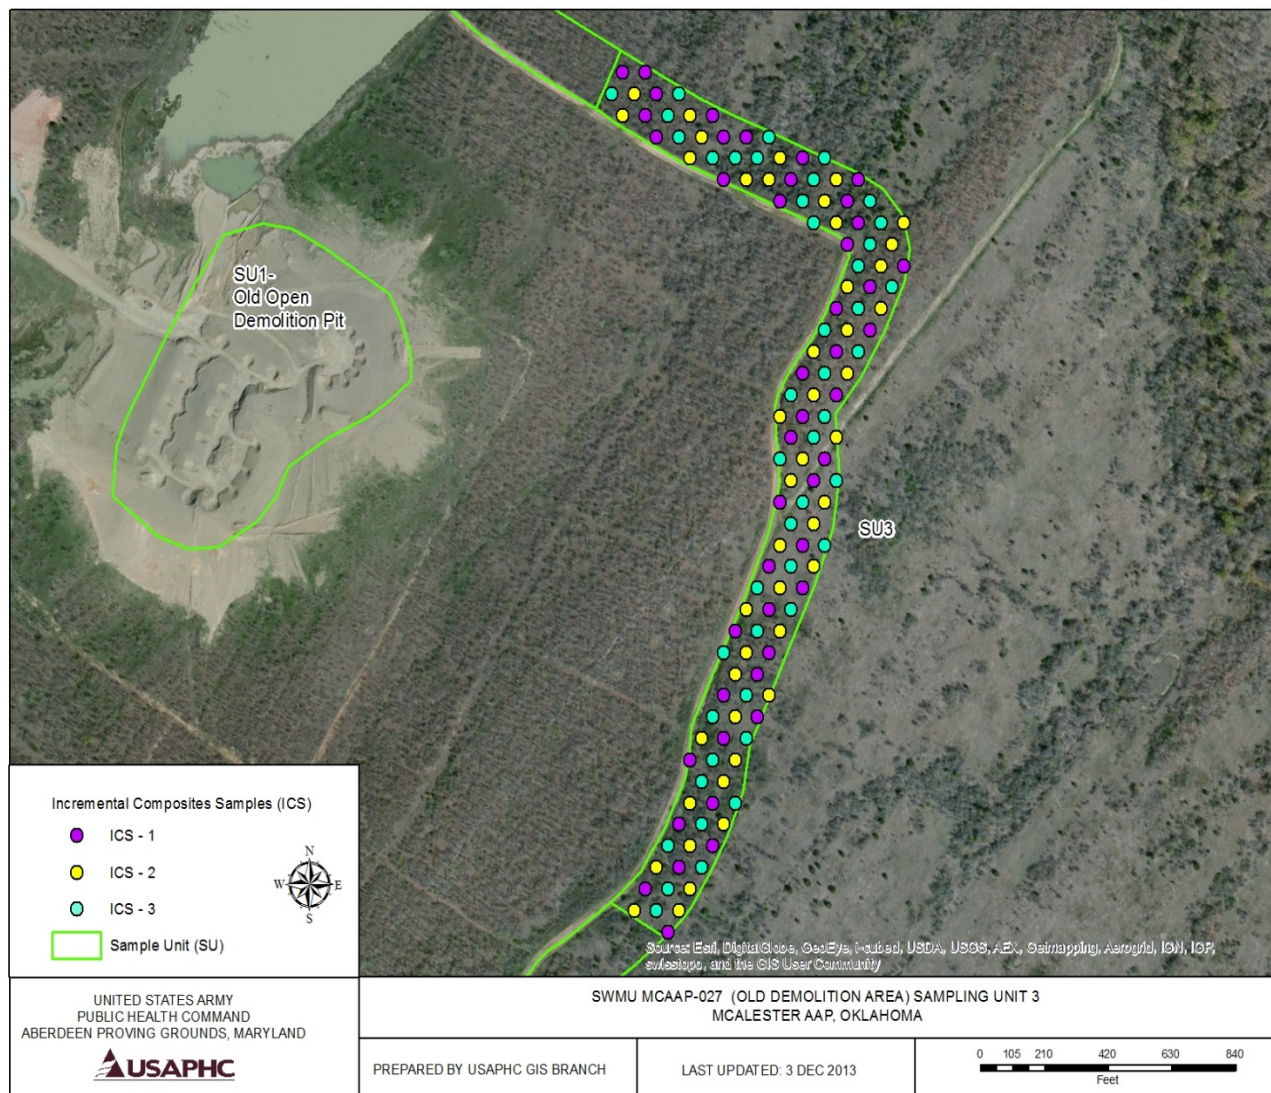 SU1-
Old Open
Demolition Pit
SU3
Incremental Composites Samples (ICS)
ICS - 1
ICS - 2
ICS - 3
Sample Unit (SU)
N
W E
S
Source: Esri, DigitalGlobe, GeoEye, i-cubed, USDA, USGS, AEX, Getmapping, Aerogrid, IGN, IGP,
swisstopo, and the GIS User Community
UNITED STATES ARMY
PUBLIC HEALTH COMMAND
ABERDEEN PROVING GROUNDS, MARYLAND
USAPHC
SWMU MCAAP-027 (OLD DEMOLITION AREA) SAMPLING UNIT 3
MCALESTER AAP, OKLAHOMA
PREPARED BY USAPHC GIS BRANCH
LAST UPDATED: 3 DEC 2013
0 105 210 420 630 840
Feet